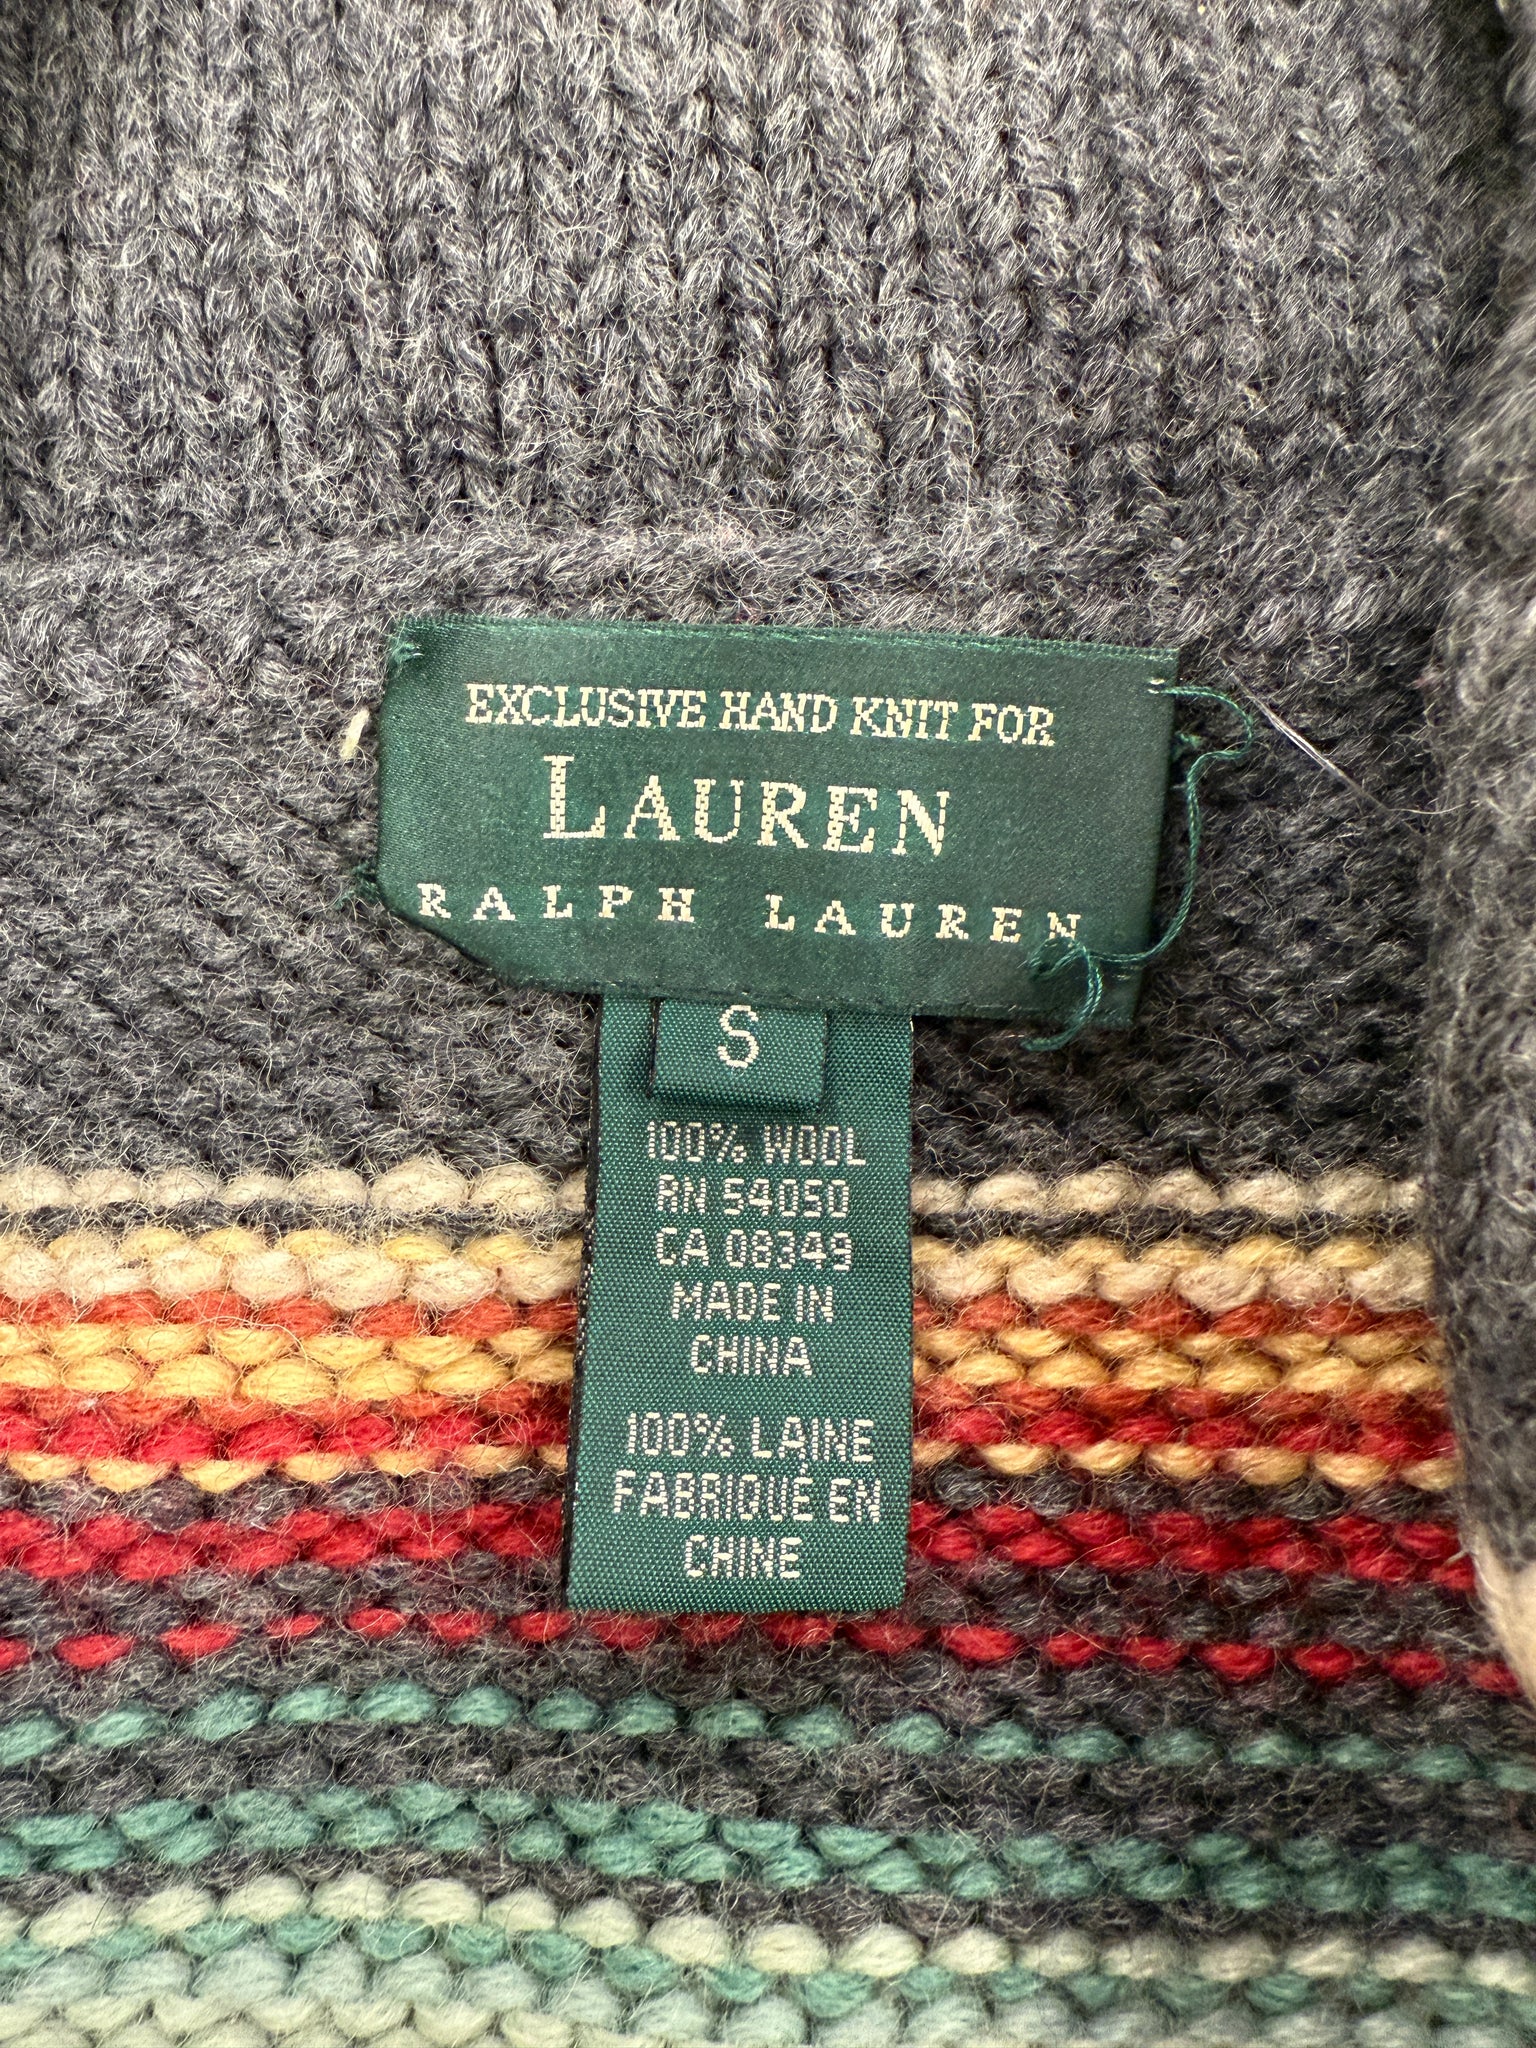 EXCLUSIVE HAND KNIT FOR
LAUREN
RALPH LAUREN
S
100% WOOL
RN 54050
CA 08349
MADE IN
CHINA
100% LAINE
FABRIQUÉ EN
CHINE